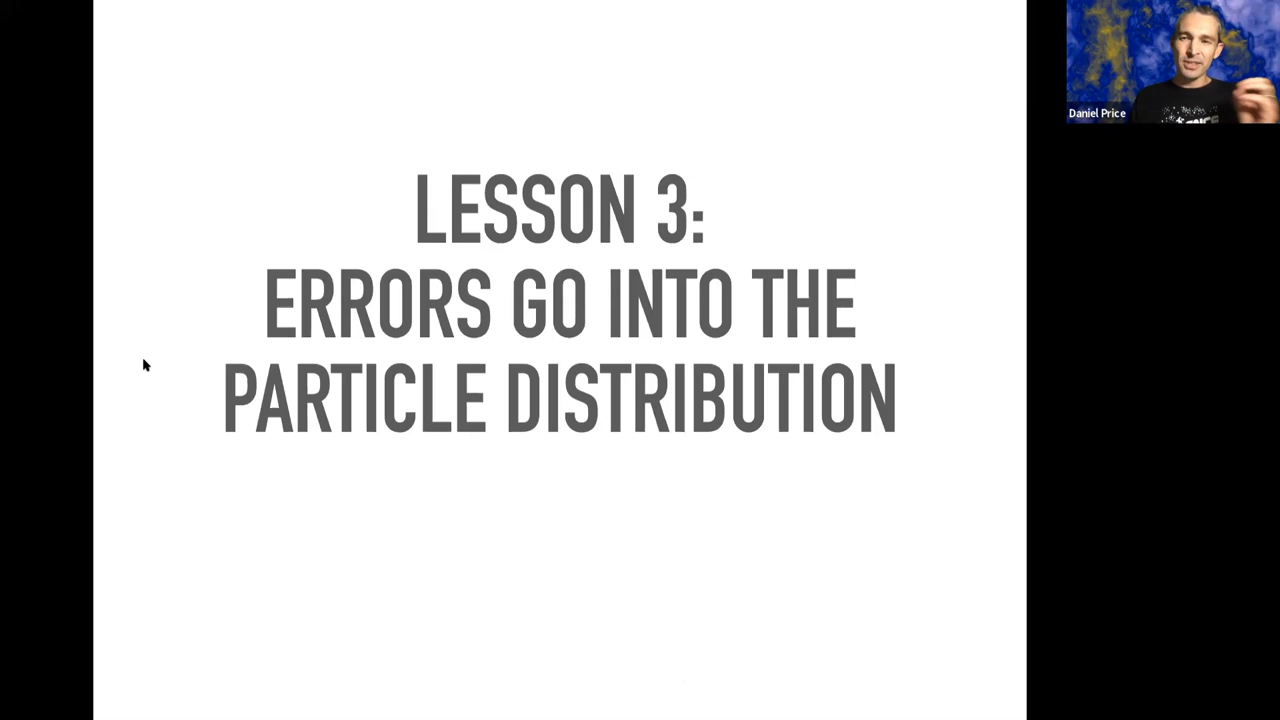 LESSON 3:
ERRORS GO INTO THE
PARTICLE DISTRIBUTION
Daniel Price